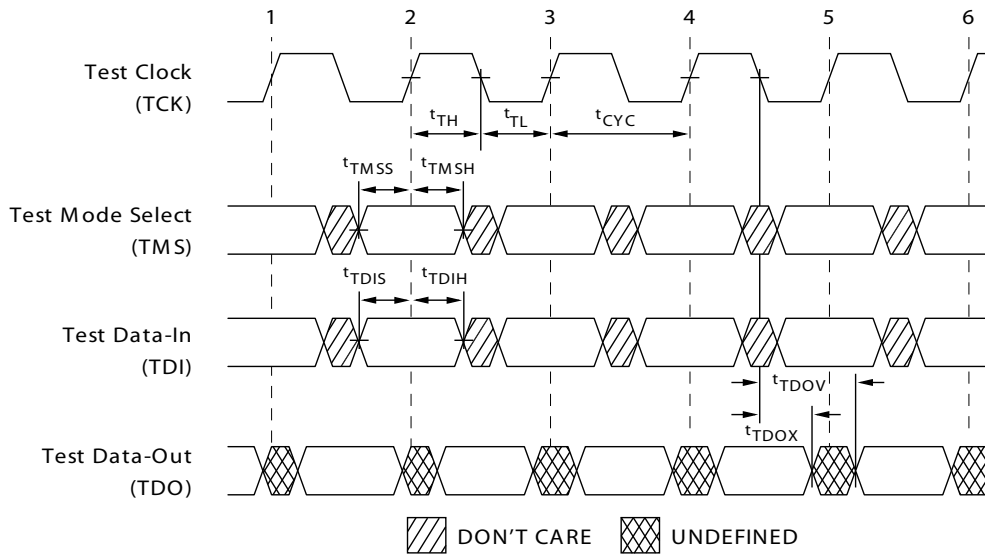 1 2 3 4 5 6
Test Clock
(TCK)
tTH tTL tCYC
tTMSS tTMSH
Test Mode Select
(TMS)
tTDIS tTDIH
Test Data-In
(TDI)
tTDOV
tTDOX
Test Data-Out
(TDO)
DON'T CARE UNDEFINED